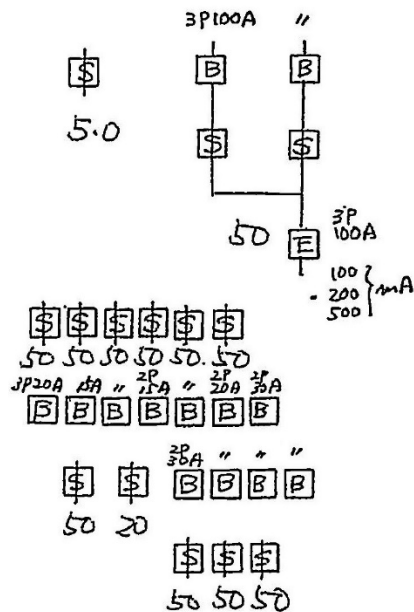 3P100A 〃
S B B
5.0
S S
50 E 3P 100A
100
200
500
mA
S S S S S S
50 50 50 50 50. 50
3P20A 15A 〃 2P 15A 〃 2P 20A 2P 30A
B B B B B B B
2P 30A 〃 〃 〃
S S B B B B
50 20
S S S
50 50 50